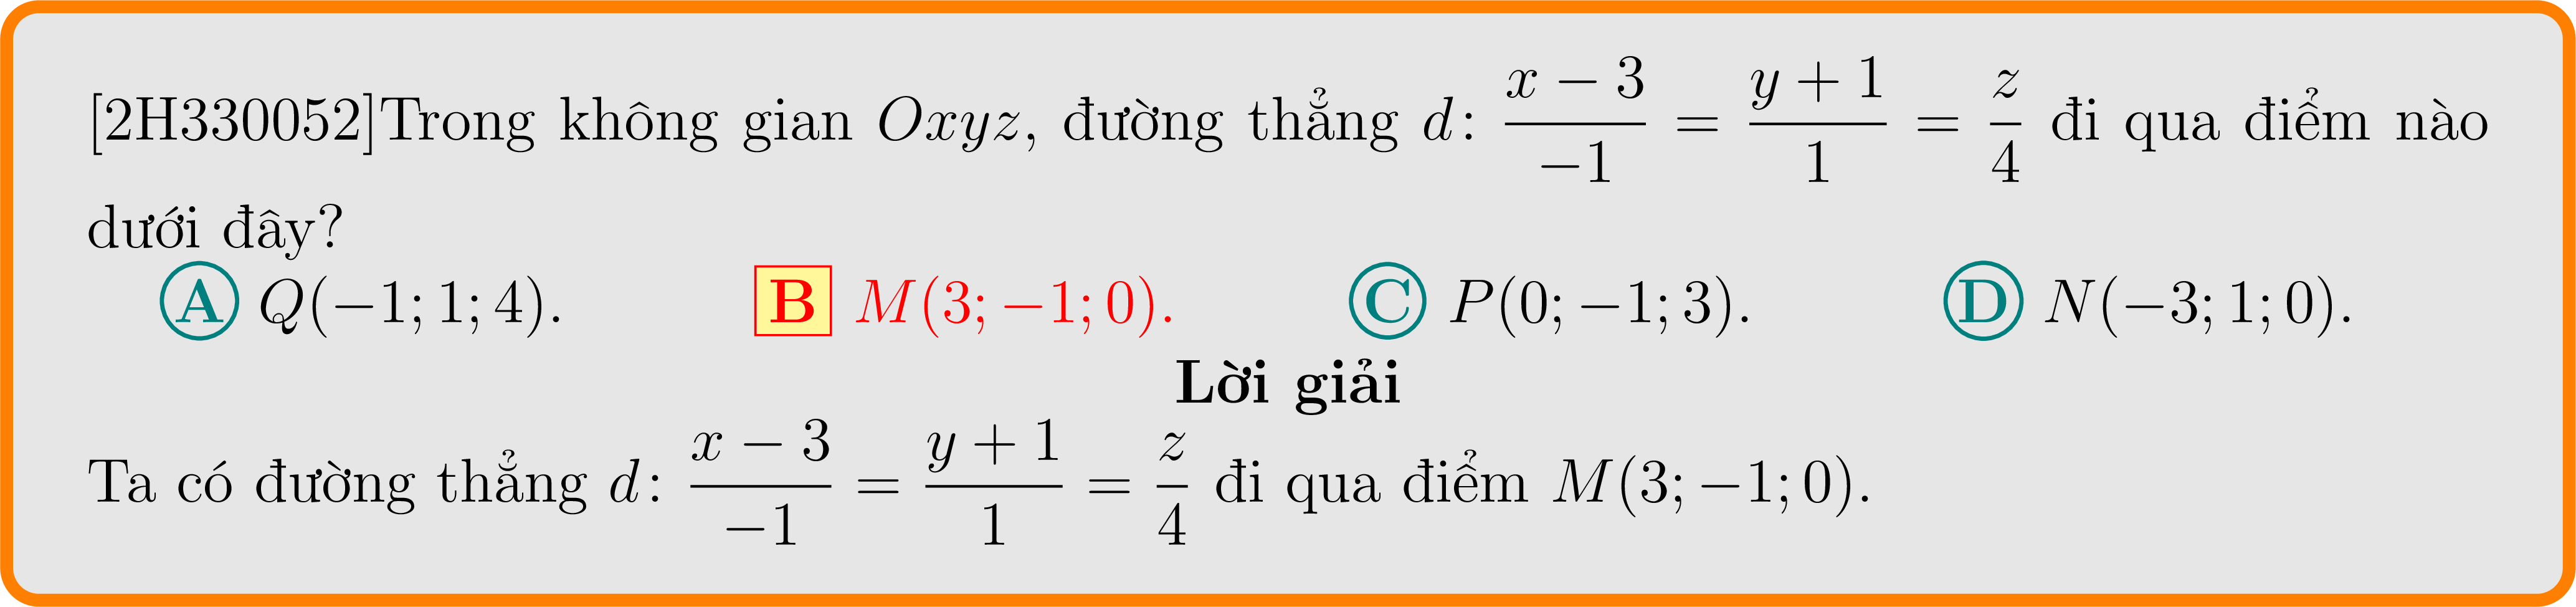 [2H330052]Trong không gian Oxyz, đường thẳng d: \frac{x-3}{-1} = \frac{y+1}{1} = \frac{z}{4} đi qua điểm nào
dưới đây?
A Q(−1; 1; 4). B M(3; −1; 0). C P(0; −1; 3). D N(−3; 1; 0).
Lời giải
Ta có đường thẳng d: \frac{x-3}{-1} = \frac{y+1}{1} = \frac{z}{4} đi qua điểm M(3; −1; 0).